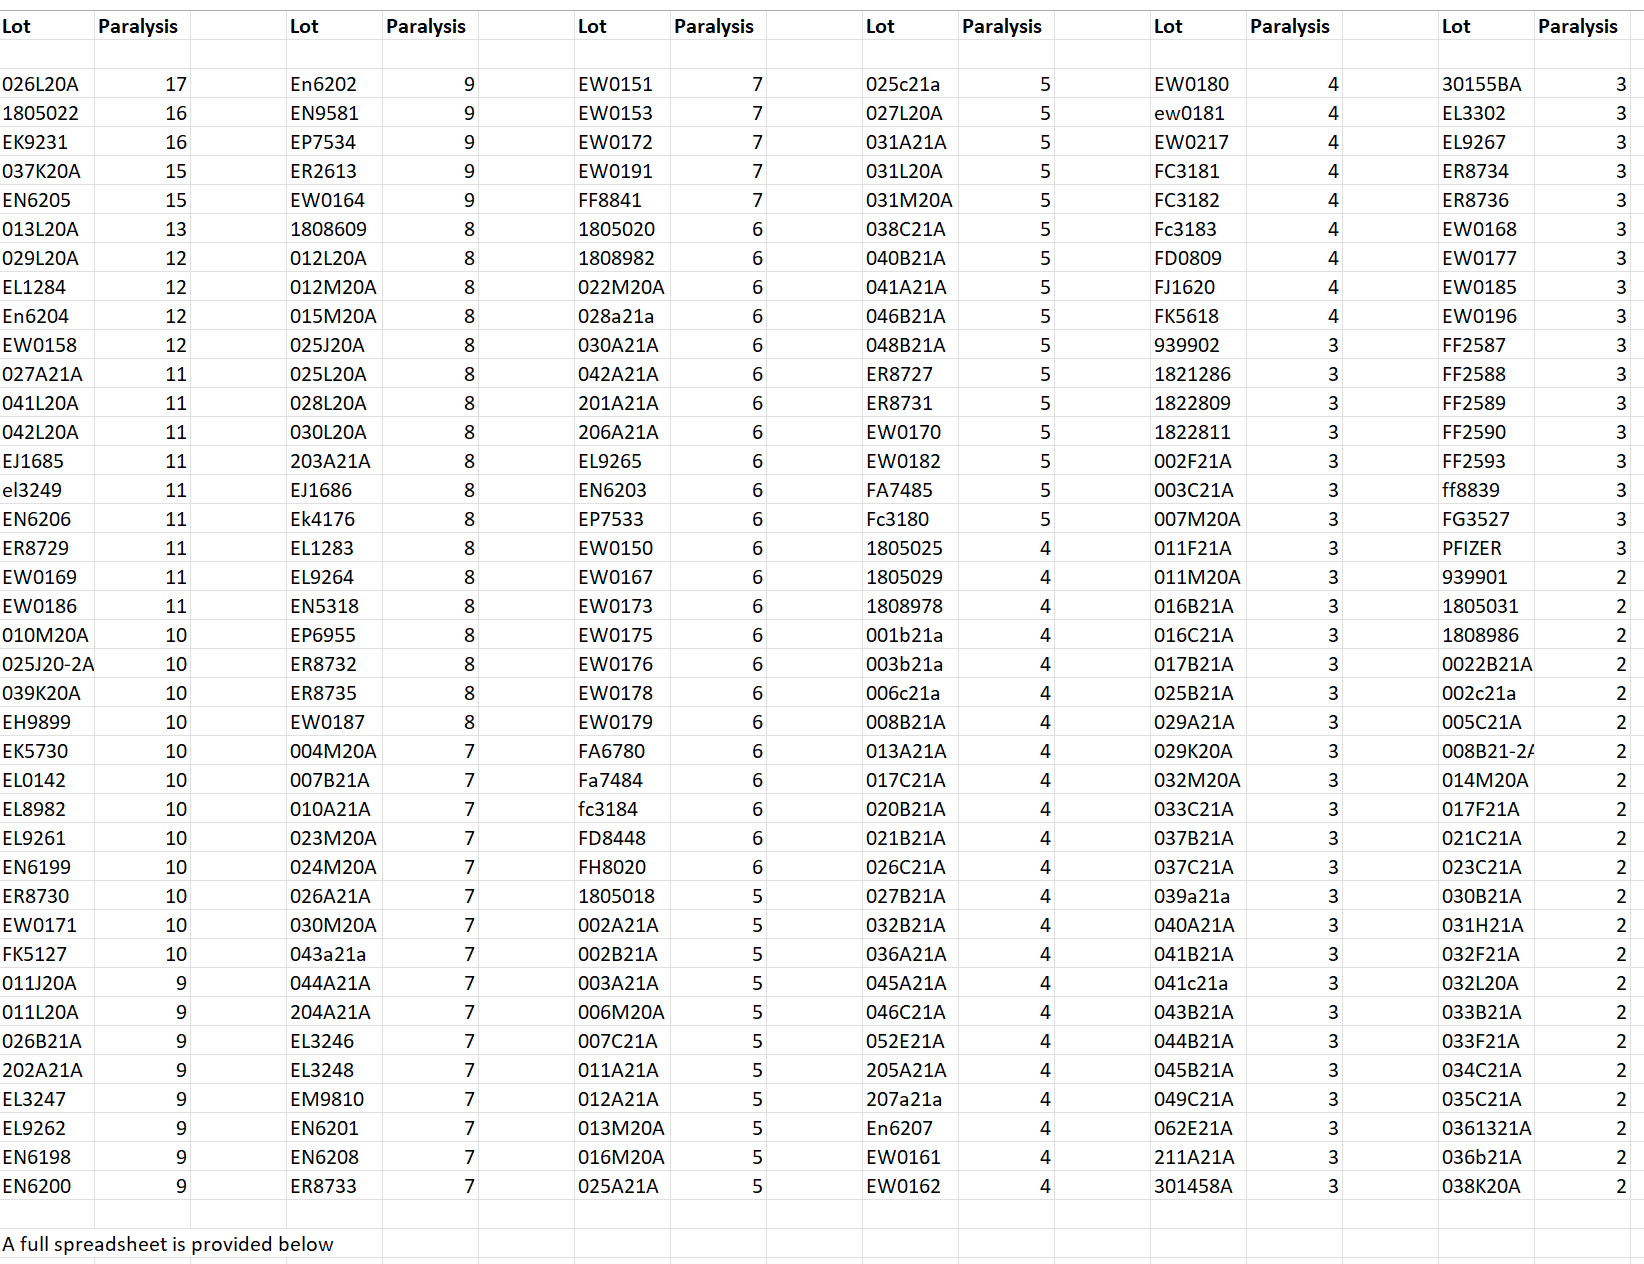 Lot Paralysis Lot Paralysis Lot Paralysis Lot Paralysis Lot Paralysis Lot Paralysis
026L20A 17 En6202 9 EW0151 7 025c21a 5 EW0180 4 30155BA 3
1805022 16 EN9581 9 EW0153 7 027L20A 5 ew0181 4 EL3302 3
EK9231 16 EP7534 9 EW0172 7 031A21A 5 EW0217 4 EL9267 3
037K20A 15 ER2613 9 EW0191 7 031L20A 5 FC3181 4 ER8734 3
EN6205 15 EW0164 9 FF8841 7 031M20A 5 FC3182 4 ER8736 3
013L20A 13 1808609 8 1805020 6 038C21A 5 Fc3183 4 EW0168 3
029L20A 12 012L20A 8 1808982 6 040B21A 5 FD0809 4 EW0177 3
EL1284 12 012M20A 8 022M20A 6 041A21A 5 FJ1620 4 EW0185 3
En6204 12 015M20A 8 028a21a 6 046B21A 5 FK5618 4 EW0196 3
EW0158 12 025J20A 8 030A21A 6 048B21A 5 939902 3 FF2587 3
027A21A 11 025L20A 8 042A21A 6 ER8727 5 1821286 3 FF2588 3
041L20A 11 028L20A 8 201A21A 6 ER8731 5 1822809 3 FF2589 3
042L20A 11 030L20A 8 206A21A 6 EW0170 5 1822811 3 FF2590 3
EJ1685 11 203A21A 8 EL9265 6 EW0182 5 002F21A 3 FF2593 3
el3249 11 EJ1686 8 EN6203 6 FA7485 5 003C21A 3 ff8839 3
EN6206 11 Ek4176 8 EP7533 6 Fc3180 5 007M20A 3 FG3527 3
ER8729 11 EL1283 8 EW0150 6 1805025 4 011F21A 3 PFIZER 3
EW0169 11 EL9264 8 EW0167 6 1805029 4 011M20A 3 939901 2
EW0186 11 EN5318 8 EW0173 6 1808978 4 016B21A 3 1805031 2
010M20A 10 EP6955 8 EW0175 6 001b21a 4 016C21A 3 1808986 2
025J20-2A 10 ER8732 8 EW0176 6 003b21a 4 017B21A 3 0022B21A 2
039K20A 10 ER8735 8 EW0178 6 006c21a 4 025B21A 3 002c21a 2
EH9899 10 EW0187 8 EW0179 6 008B21A 4 029A21A 3 005C21A 2
EK5730 10 004M20A 7 FA6780 6 013A21A 4 029K20A 3 008B21-2A 2
EL0142 10 007B21A 7 Fa7484 6 017C21A 4 032M20A 3 014M20A 2
EL8982 10 010A21A 7 fc3184 6 020B21A 4 033C21A 3 017F21A 2
EL9261 10 023M20A 7 FD8448 6 021B21A 4 037B21A 3 021C21A 2
EN6199 10 024M20A 7 FH8020 6 026C21A 4 037C21A 3 023C21A 2
ER8730 10 026A21A 7 1805018 5 027B21A 4 039a21a 3 030B21A 2
EW0171 10 030M20A 7 002A21A 5 032B21A 4 040A21A 3 031H21A 2
FK5127 10 043a21a 7 002B21A 5 036A21A 4 041B21A 3 032F21A 2
011J20A 9 044A21A 7 003A21A 5 045A21A 4 041c21a 3 032L20A 2
011L20A 9 204A21A 7 006M20A 5 046C21A 4 043B21A 3 033B21A 2
026B21A 9 EL3246 7 007C21A 5 052E21A 4 044B21A 3 033F21A 2
202A21A 9 EL3248 7 011A21A 5 205A21A 4 045B21A 3 034C21A 2
EL3247 9 EM9810 7 012A21A 5 207a21a 4 049C21A 3 035C21A 2
EL9262 9 EN6201 7 013M20A 5 En6207 4 062E21A 3 0361321A 2
EN6198 9 EN6208 7 016M20A 5 EW0161 4 211A21A 3 036b21A 2
EN6200 9 ER8733 7 025A21A 5 EW0162 4 301458A 3 038K20A 2
A full spreadsheet is provided below